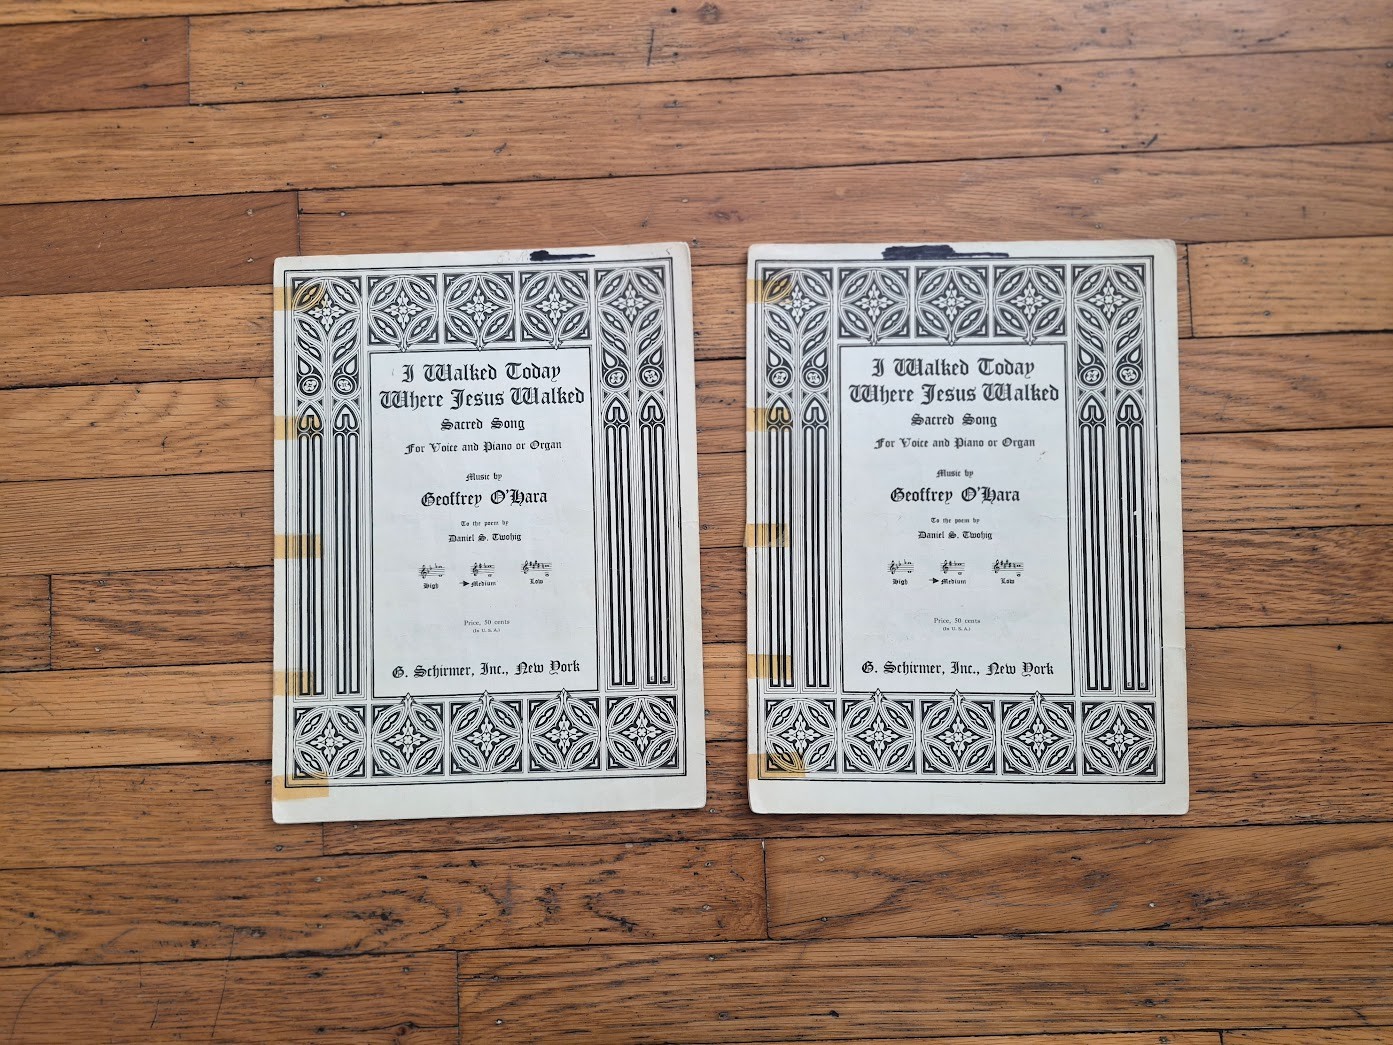 I Walked Today
Where Jesus Walked
Sacred Song
For Voice and Piano or Organ
Music by
Geoffrey O'Hara
To the poem by
Daniel S. Twohig
High Medium Low
Price, 50 cents
(In U. S. A.)
G. Schirmer, Inc., New York
I Walked Today
Where Jesus Walked
Sacred Song
For Voice and Piano or Organ
Music by
Geoffrey O'Hara
To the poem by
Daniel S. Twohig
High Medium Low
Price, 50 cents
(In U. S. A.)
G. Schirmer, Inc., New York